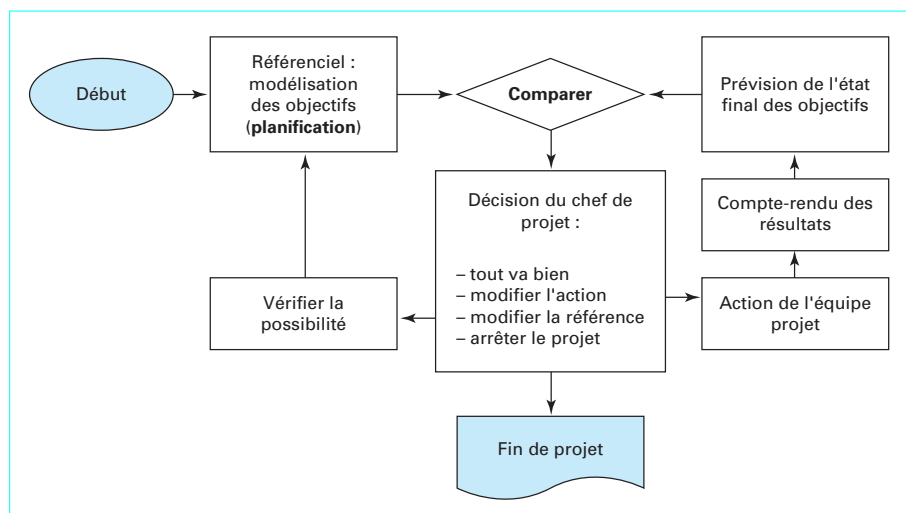 Début
Référenciel :
modélisation
des objectifs
(planification)
Comparer
Prévision de l'état
final des objectifs
Décision du chef de
projet :
– tout va bien
– modifier l'action
– modifier la référence
– arrêter le projet
Compte-rendu des
résultats
Vérifier la
possibilité
Action de l'équipe
projet
Fin de projet